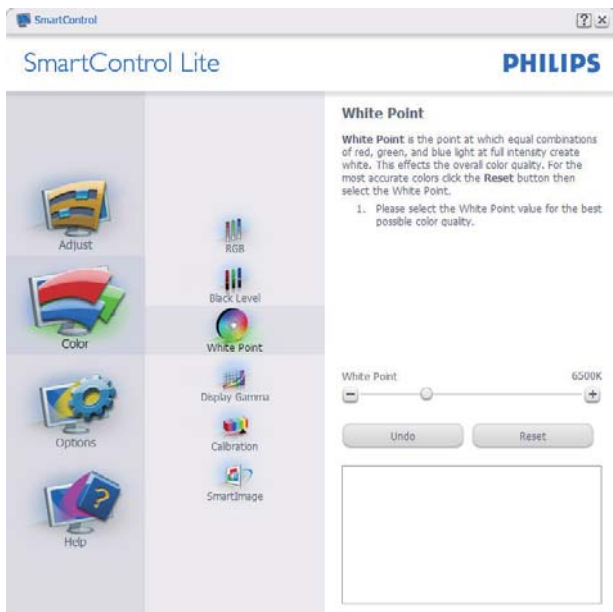 SmartControl
SmartControl Lite
PHILIPS
Adjust
Color
Options
Help
RGB
Black Level
White Point
Display Gamma
Calibration
SmartImage
White Point
White Point is the point at which equal combinations
of red, green, and blue light at full intensity create
white. This effects the overall color quality. For the
most accurate colors click the Reset button then
select the White Point.
1. Please select the White Point value for the best
possible color quality.
White Point 6500K
Undo Reset